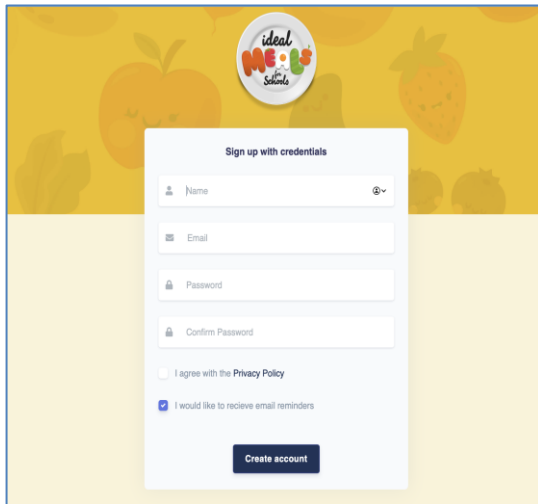 ideal
MEALS
for
Schools
Sign up with credentials
Name
Email
Password
Confirm Password
I agree with the Privacy Policy
I would like to recieve email reminders
Create account